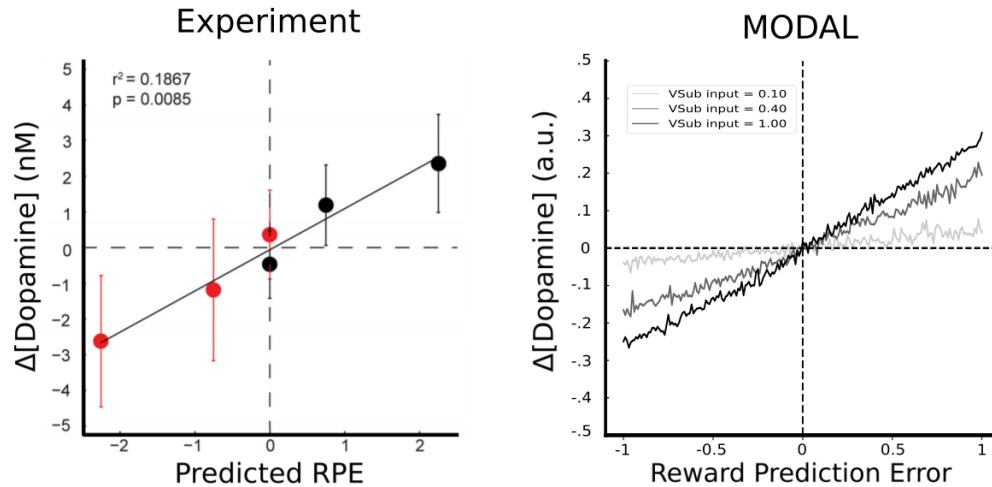 Experiment
r² = 0.1867
p = 0.0085
5
4
3
2
1
0
−1
−2
−3
−4
−5
Δ[Dopamine] (nM)
−2
−1
0
1
2
Predicted RPE
MODAL
VSub input = 0.10
VSub input = 0.40
VSub input = 1.00
.5
.4
.3
.2
.1
0
-.1
-.2
-.3
-.4
-.5
Δ[Dopamine] (a.u.)
-1
-0.5
0
0.5
1
Reward Prediction Error